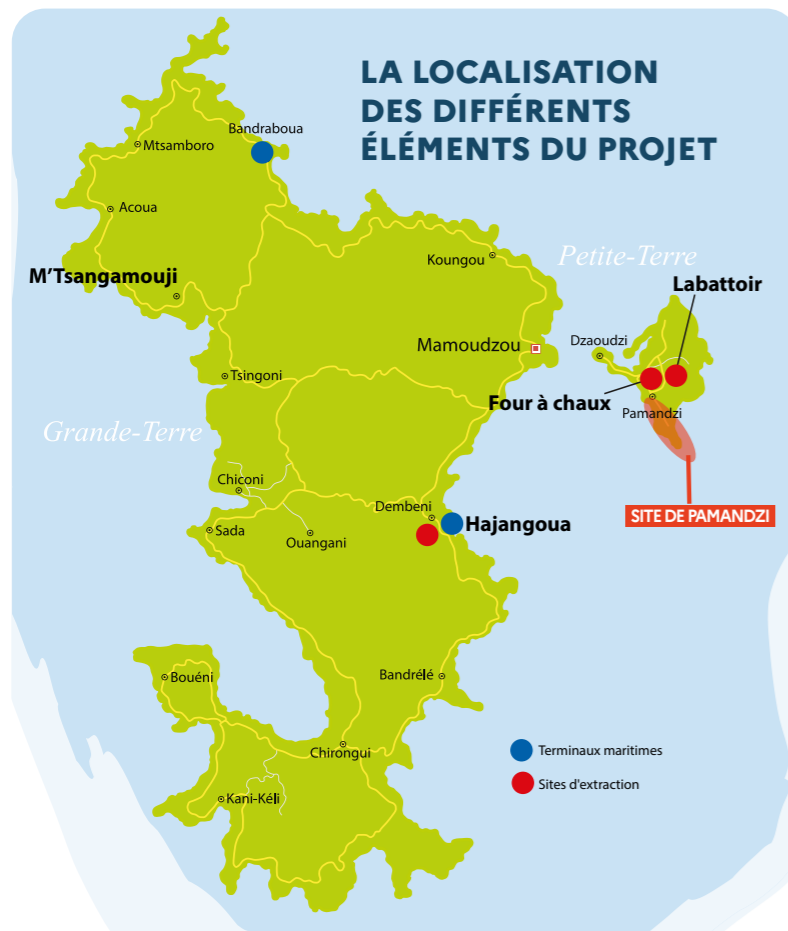 LA LOCALISATION
DES DIFFÉRENTS
ÉLÉMENTS DU PROJET
Bandraboua
Mtsamboro
Acoua
M'Tsangamouji
Koungou
Petite-Terre
Labattoir
Mamoudzou
Dzaoudzi
Tsingoni
Four à chaux
Pamandzi
Grande-Terre
Chiconi
Dembeni
Hajangoua
SITE DE PAMANDZI
Sada
Ouangani
Bouéni
Bandrélé
Chirongui
Terminaux maritimes
Sites d'extraction
Kani-Kéli